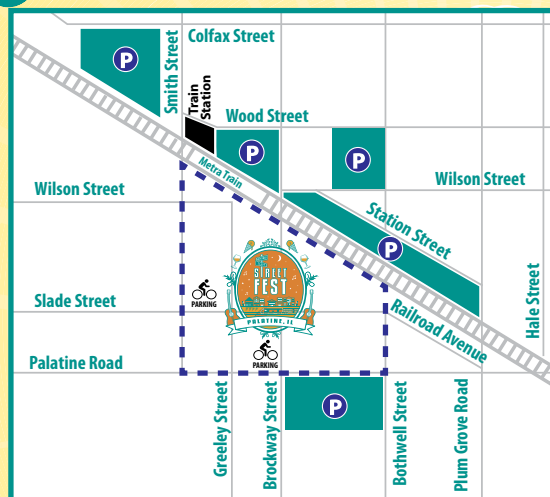 Colfax Street
P
Smith Street
Train
Station
Wood Street
P
P
Metra Train
Wilson Street
Wilson Street
Station Street
P
STREET
FEST
PALATINE, IL
PARKING
Slade Street
Railroad Avenue
Hale Street
PARKING
Palatine Road
P
Greeley Street
Brockway Street
Bothwell Street
Plum Grove Road